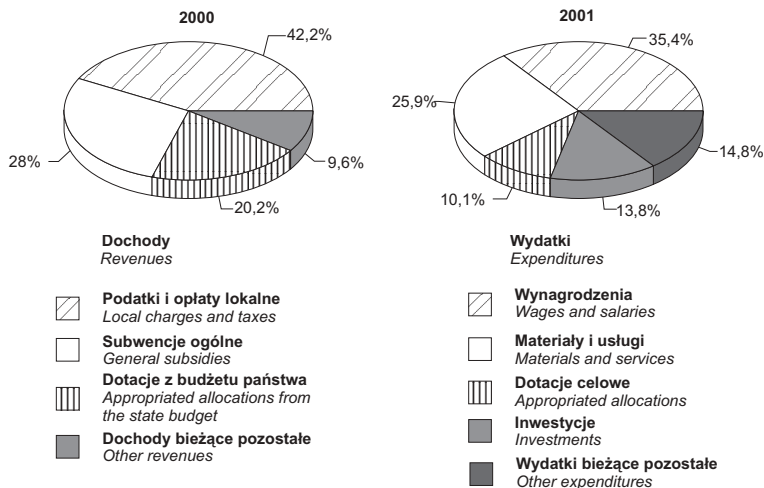 2000
42,2%
28%
9,6%
20,2%
Dochody
Revenues
Podatki i opłaty lokalne
Local charges and taxes
Subwencje ogólne
General subsidies
Dotacje z budżetu państwa
Appropriated allocations from
the state budget
Dochody bieżące pozostałe
Other revenues
2001
35,4%
25,9%
14,8%
10,1%
13,8%
Wydatki
Expenditures
Wynagrodzenia
Wages and salaries
Materiały i usługi
Materials and services
Dotacje celowe
Appropriated allocations
Inwestycje
Investments
Wydatki bieżące pozostałe
Other expenditures